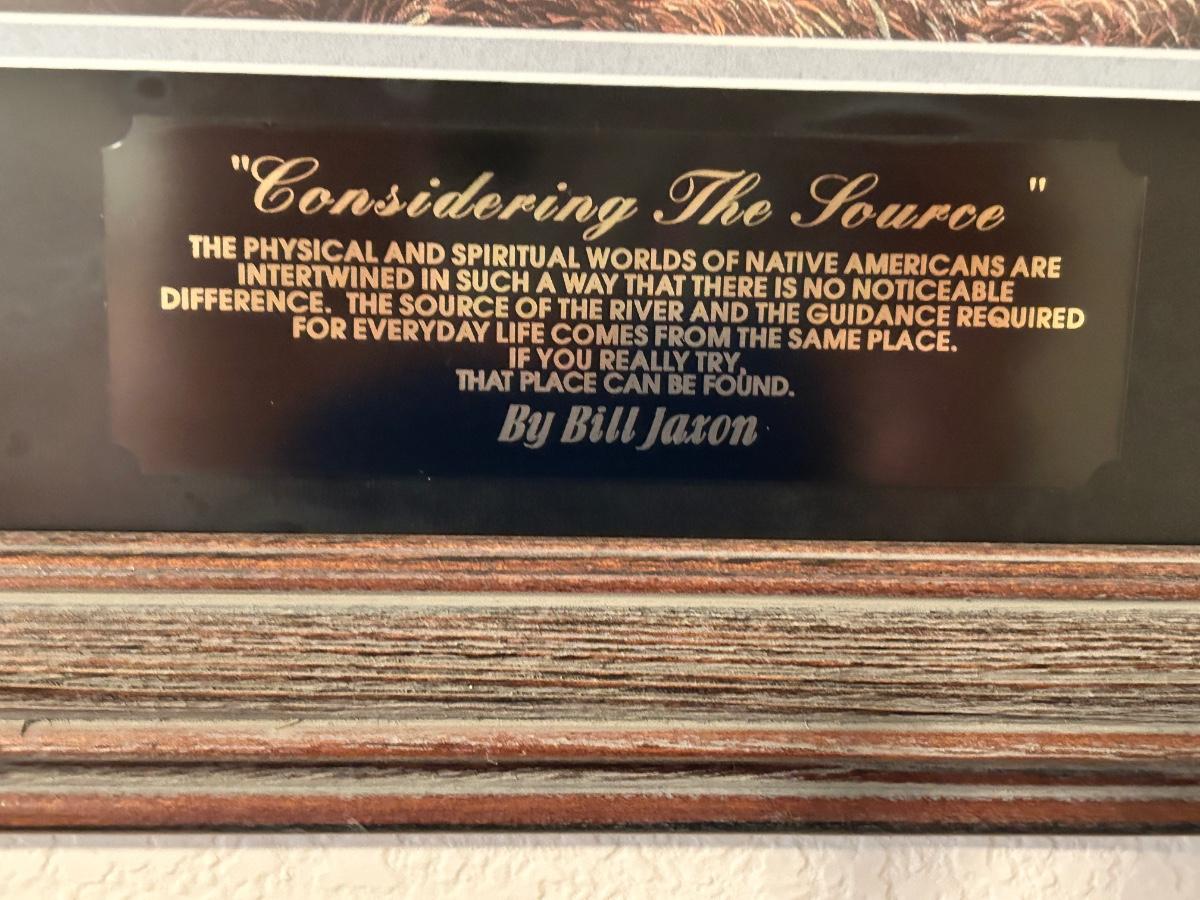 "Considering The Source"
THE PHYSICAL AND SPIRITUAL WORLDS OF NATIVE AMERICANS ARE
INTERTWINED IN SUCH A WAY THAT THERE IS NO NOTICEABLE
DIFFERENCE. THE SOURCE OF THE RIVER AND THE GUIDANCE REQUIRED
FOR EVERYDAY LIFE COMES FROM THE SAME PLACE.
IF YOU REALLY TRY,
THAT PLACE CAN BE FOUND.
By Bill Jaxon